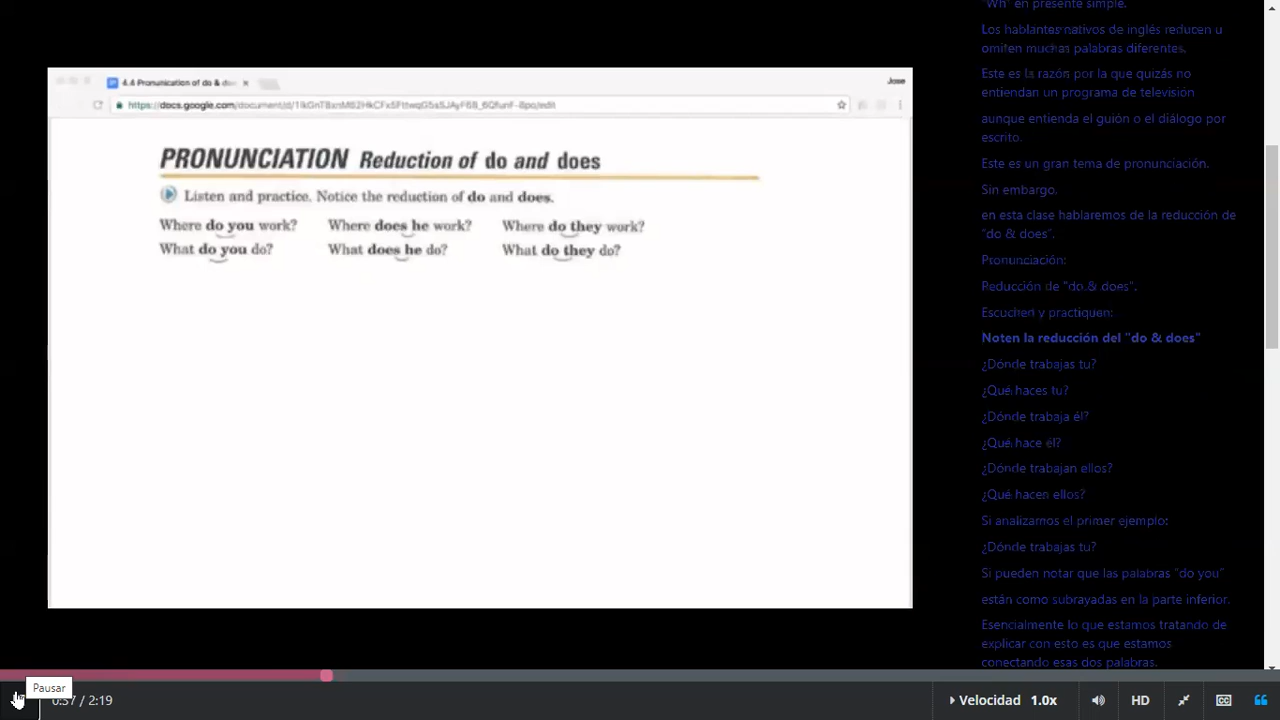 4.4 Pronunication of do & do
Jose
PRONUNCIATION Reduction of do and does
Listen and practice. Notice the reduction of do and does.
Where do you work? Where does he work? Where do they work?
What do you do? What does he do? What do they do?
"Wh" en presente simple.
Los hablantes nativos de inglés reducen u
omiten muchas palabras diferentes.
Este es la razón por la que quizás no
entiendan un programa de televisión
aunque entienda el guión o el diálogo por
escrito.
Este es un gran tema de pronunciación.
Sin embargo.
en esta clase hablaremos de la reducción de
"do & does".
Pronunciación:
Reducción de "do & does".
Escuchen y practiquen:
Noten la reducción del "do & does"
¿Dónde trabajas tu?
¿Qué haces tu?
¿Dónde trabaja él?
¿Qué hace él?
¿Dónde trabajan ellos?
¿Qué hacen ellos?
Si analizamos el primer ejemplo:
¿Dónde trabajas tu?
Si pueden notar que las palabras "do you"
están como subrayadas en la parte inferior.
Esencialmente lo que estamos tratando de
explicar con esto es que estamos
conectando esas dos palabras.
Pausar
0:57 / 2:19
Velocidad 1.0x
HD